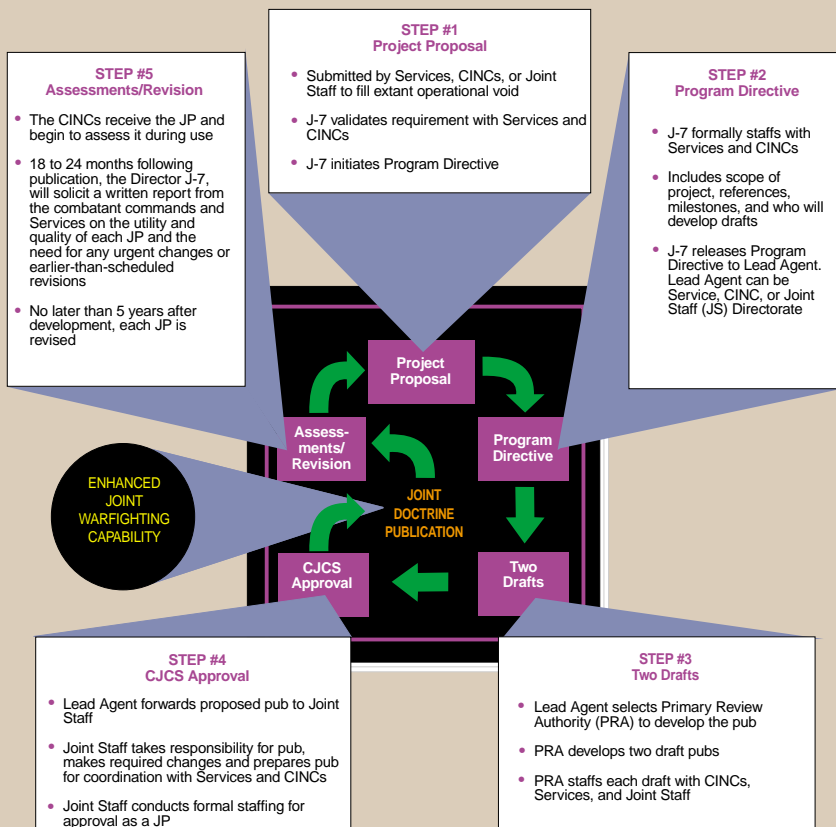 STEP #1
Project Proposal
• Submitted by Services, CINCs, or Joint
Staff to fill extant operational void
• J-7 validates requirement with Services and
CINCs
• J-7 initiates Program Directive
STEP #2
Program Directive
• J-7 formally staffs with
Services and CINCs
• Includes scope of
project, references,
milestones, and who will
develop drafts
• J-7 releases Program
Directive to Lead Agent.
Lead Agent can be
Service, CINC, or Joint
Staff (JS) Directorate
STEP #3
Two Drafts
• Lead Agent selects Primary Review
Authority (PRA) to develop the pub
• PRA develops two draft pubs
• PRA staffs each draft with CINCs,
Services, and Joint Staff
STEP #4
CJCS Approval
• Lead Agent forwards proposed pub to Joint
Staff
• Joint Staff takes responsibility for pub,
makes required changes and prepares pub
for coordination with Services and CINCs
• Joint Staff conducts formal staffing for
approval as a JP
STEP #5
Assessments/Revision
• The CINCs receive the JP and
begin to assess it during use
• 18 to 24 months following
publication, the Director J-7,
will solicit a written report from
the combatant commands and
Services on the utility and
quality of each JP and the
need for any urgent changes or
earlier-than-scheduled
revisions
• No later than 5 years after
development, each JP is
revised
Project
Proposal
Program
Directive
Two
Drafts
CJCS
Approval
Assess-
ments/
Revision
JOINT
DOCTRINE
PUBLICATION
ENHANCED
JOINT
WARFIGHTING
CAPABILITY